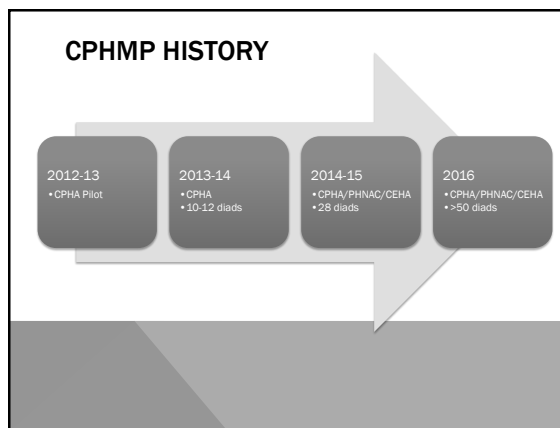 CPHMP HISTORY
2012-13
• CPHA Pilot
2013-14
• CPHA
• 10-12 diads
2014-15
• CPHA/PHNAC/CEHA
• 28 diads
2016
• CPHA/PHNAC/CEHA
• >50 diads